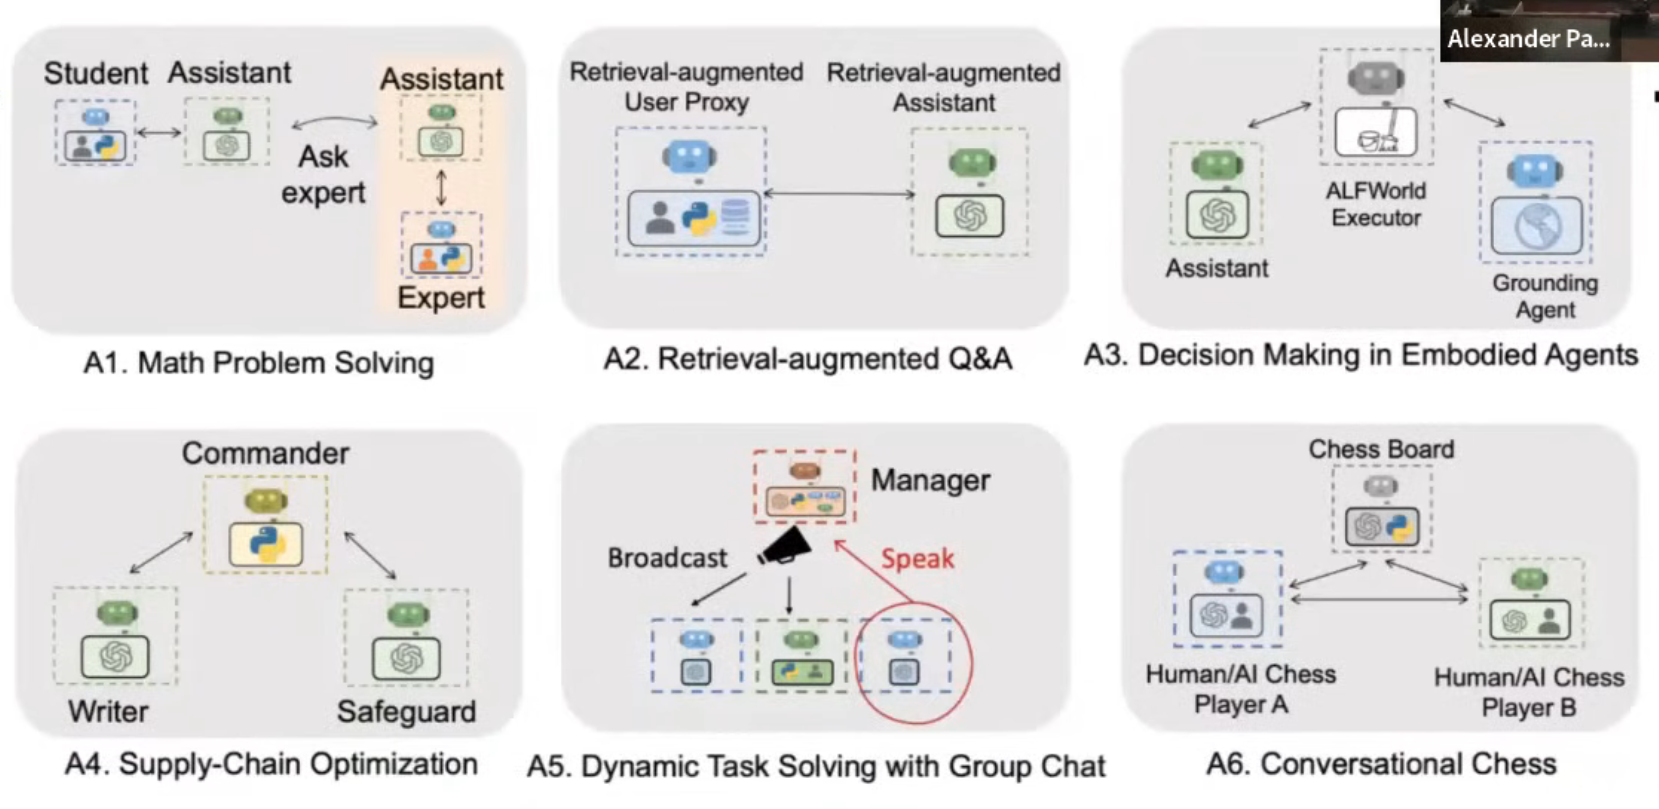 Alexander Pa...
Student
Assistant
Assistant
Ask
expert
Expert
A1. Math Problem Solving
Retrieval-augmented
User Proxy
Retrieval-augmented
Assistant
A2. Retrieval-augmented Q&A
ALFWorld
Executor
Assistant
Grounding
Agent
A3. Decision Making in Embodied Agents
Commander
Writer
Safeguard
A4. Supply-Chain Optimization
Manager
Broadcast
Speak
A5. Dynamic Task Solving with Group Chat
Chess Board
Human/AI Chess
Player A
Human/AI Chess
Player B
A6. Conversational Chess